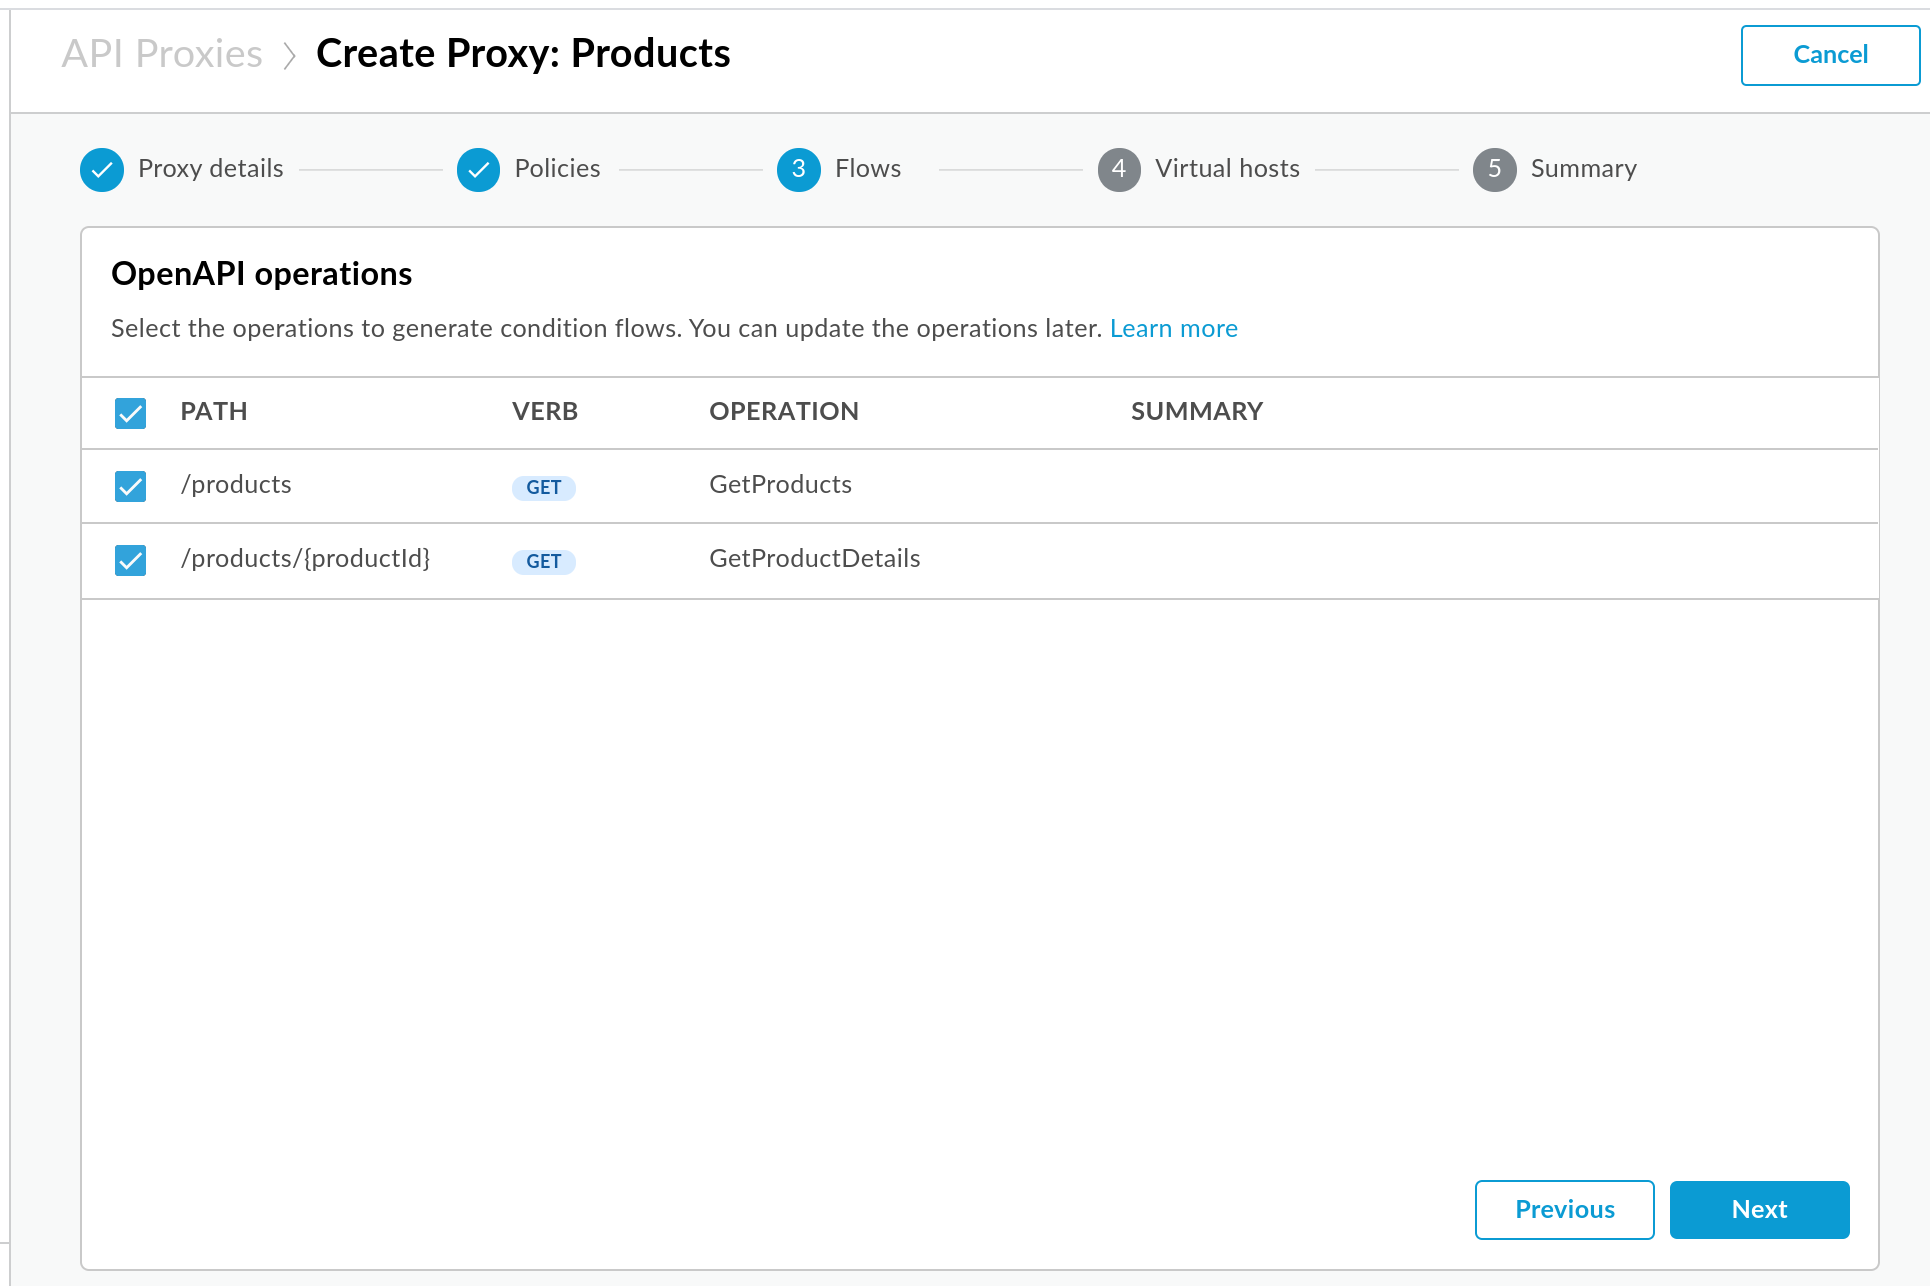 API Proxies > Create Proxy: Products
Cancel
Proxy details
Policies
3 Flows
4 Virtual hosts
5 Summary
OpenAPI operations
Select the operations to generate condition flows. You can update the operations later. Learn more
PATH VERB OPERATION SUMMARY
/products GET GetProducts
/products/{productId} GET GetProductDetails
Previous Next